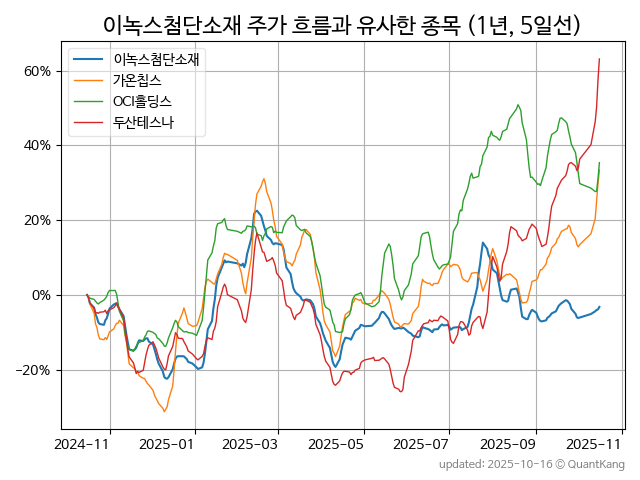 이녹스첨단소재 주가 흐름과 유사한 종목 (1년, 5일선)
이녹스첨단소재
가온칩스
OCI홀딩스
두산테스나
60%
40%
20%
0%
−20%
2024-11
2025-01
2025-03
2025-05
2025-07
2025-09
2025-11
updated: 2025-10-16 © QuantKang